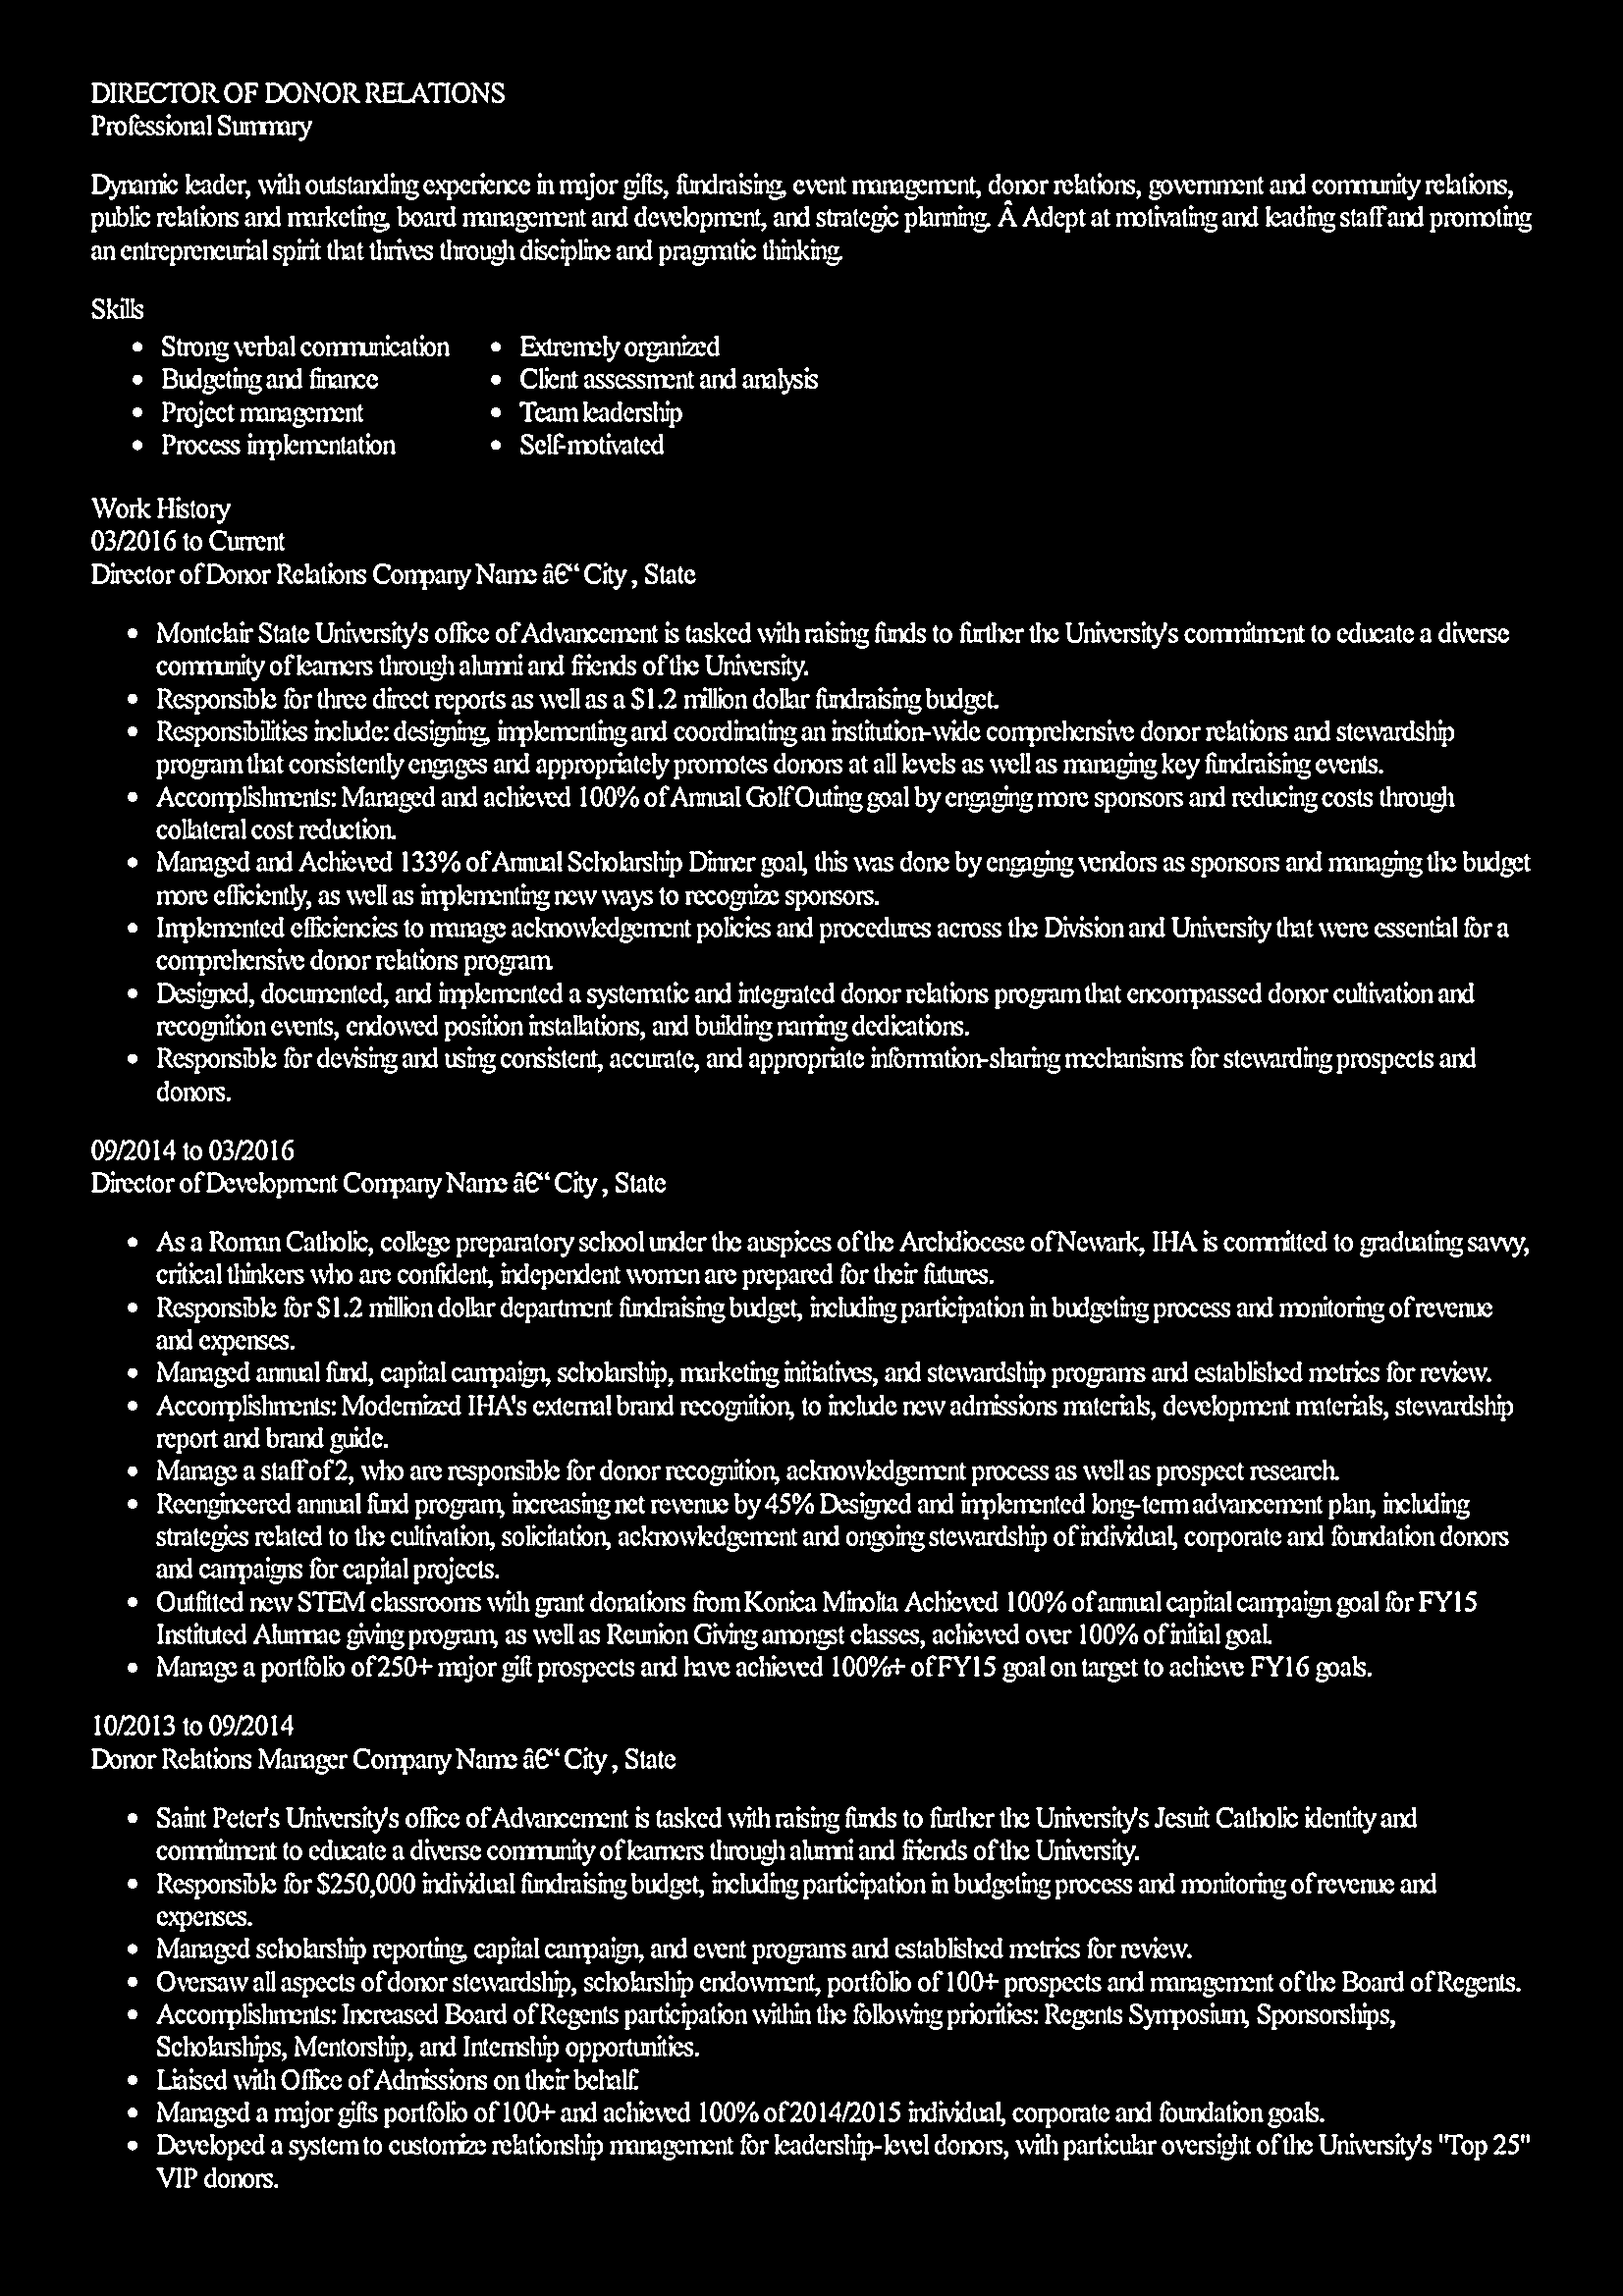 DIRECTOR OF DONOR RELATIONS
Professional Summary
Dynamic leader, with outstanding experience in major gifts, fundraising, event management, donor relations, government and community relations,
public relations and marketing, board management and development, and strategic planning. Â Adept at motivating and leading staff and promoting
an entrepreneurial spirit that thrives through discipline and pragmatic thinking.
Skills
• Strong verbal communication
• Budgeting and finance
• Project management
• Process implementation
• Extremely organized
• Client assessment and analysis
• Team leadership
• Self-motivated
Work History
03/2016 to Current
Director of Donor Relations Company Name â€“ City , State
• Montclair State University's office of Advancement is tasked with raising funds to further the University's commitment to educate a diverse
community of learners through alumni and friends of the University.
• Responsible for three direct reports as well as a $1.2 million dollar fundraising budget.
• Responsibilities include: designing, implementing and coordinating an institution-wide comprehensive donor relations and stewardship
program that consistently engages and appropriately promotes donors at all levels as well as managing key fundraising events.
• Accomplishments: Managed and achieved 100% of Annual Golf Outing goal by engaging more sponsors and reducing costs through
collateral cost reduction.
• Managed and Achieved 133% of Annual Scholarship Dinner goal, this was done by engaging vendors as sponsors and managing the budget
more efficiently, as well as implementing new ways to recognize sponsors.
• Implemented efficiencies to manage acknowledgement policies and procedures across the Division and University that were essential for a
comprehensive donor relations program.
• Designed, documented, and implemented a systematic and integrated donor relations program that encompassed donor cultivation and
recognition events, endowed position installations, and building naming dedications.
• Responsible for devising and using consistent, accurate, and appropriate information-sharing mechanisms for stewarding prospects and
donors.
09/2014 to 03/2016
Director of Development Company Name â€“ City , State
• As a Roman Catholic, college preparatory school under the auspices of the Archdiocese of Newark, IHA is committed to graduating savvy,
critical thinkers who are confident, independent women are prepared for their futures.
• Responsible for $1.2 million dollar department fundraising budget, including participation in budgeting process and monitoring of revenue
and expenses.
• Managed annual fund, capital campaign, scholarship, marketing initiatives, and stewardship programs and established metrics for review.
• Accomplishments: Modernized IHA's external brand recognition, to include new admissions materials, development materials, stewardship
report and brand guide.
• Manage a staff of 2, who are responsible for donor recognition, acknowledgement process as well as prospect research.
• Reengineered annual fund program, increasing net revenue by 45% Designed and implemented long-term advancement plan, including
strategies related to the cultivation, solicitation, acknowledgement and ongoing stewardship of individual, corporate and foundation donors
and campaigns for capital projects.
• Outfitted new STEM classrooms with grant donations from Konica Minolta Achieved 100% of annual capital campaign goal for FY15
Instituted Alumnae giving program, as well as Reunion Giving amongst classes, achieved over 100% of initial goal.
• Manage a portfolio of 250+ major gift prospects and have achieved 100%+ of FY15 goal on target to achieve FY16 goals.
10/2013 to 09/2014
Donor Relations Manager Company Name â€“ City , State
• Saint Peter's University's office of Advancement is tasked with raising funds to further the University's Jesuit Catholic identity and
commitment to educate a diverse community of learners through alumni and friends of the University.
• Responsible for $250,000 individual fundraising budget, including participation in budgeting process and monitoring of revenue and
expenses.
• Managed scholarship reporting, capital campaign, and event programs and established metrics for review.
• Oversaw all aspects of donor stewardship, scholarship endowment, portfolio of 100+ prospects and management of the Board of Regents.
• Accomplishments: Increased Board of Regents participation within the following priorities: Regents Symposium, Sponsorships,
Scholarships, Mentorship, and Internship opportunities.
• Liaised with Office of Admissions on their behalf.
• Managed a major gifts portfolio of 100+ and achieved 100% of 2014/2015 individual, corporate and foundation goals.
• Developed a system to customize relationship management for leadership-level donors, with particular oversight of the University's "Top 25"
VIP donors.